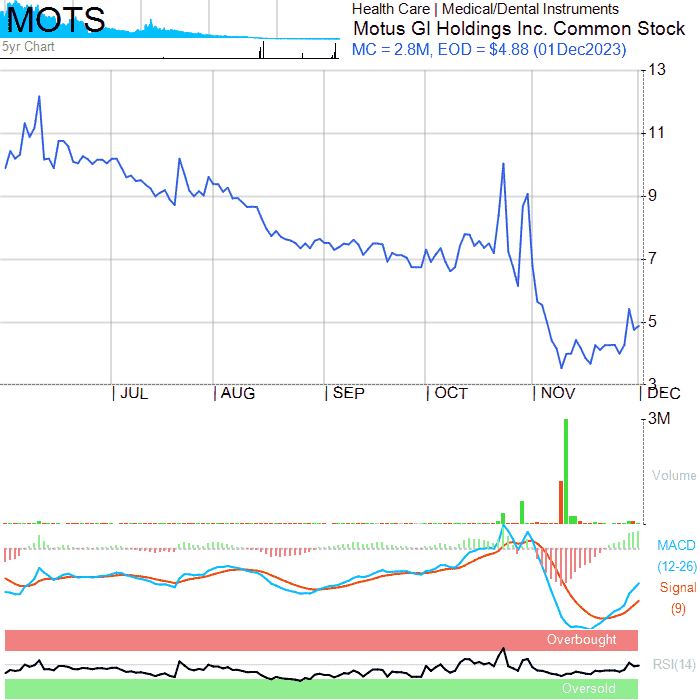 MOTS
5yr Chart
Health Care | Medical/Dental Instruments
Motus GI Holdings Inc. Common Stock
MC = 2.8M, EOD = $4.88 (01Dec2023)
13
11
9
7
5
3
JUL AUG SEP OCT NOV DEC
3M
Volume
MACD
(12-26)
Signal
(9)
Overbought
RSI(14)
Oversold